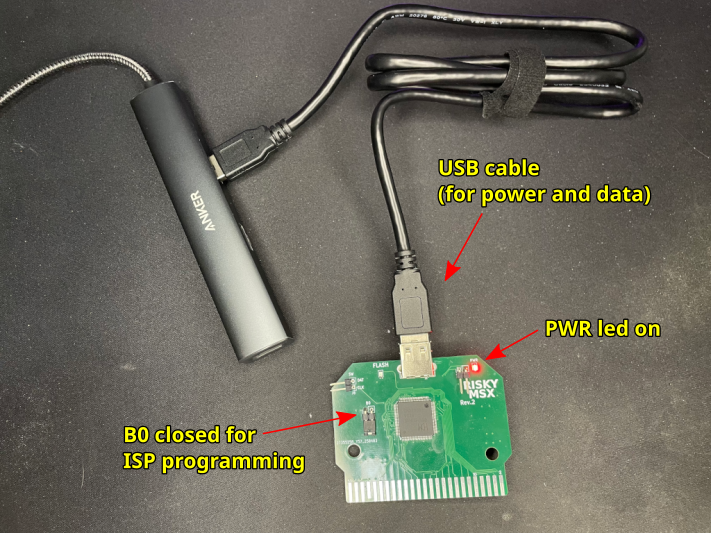 ANKER
USB cable
(for power and data)
PWR led on
FLASH
RISKY
MSX
Rev.2
B0 closed for
ISP programming